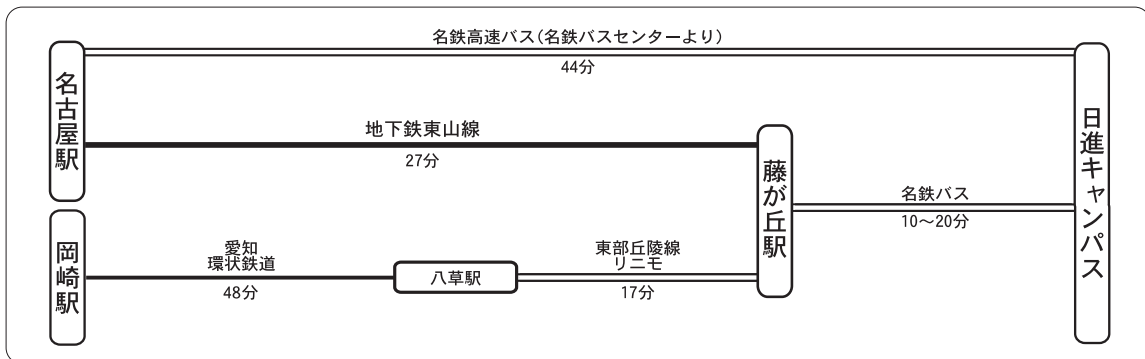 名鉄高速バス(名鉄バスセンターより)
44分
名古屋駅
地下鉄東山線
27分
藤が丘駅
名鉄バス
10〜20分
日進キャンパス
岡崎駅
愛知
環状鉄道
48分
八草駅
東部丘陵線
リニモ
17分